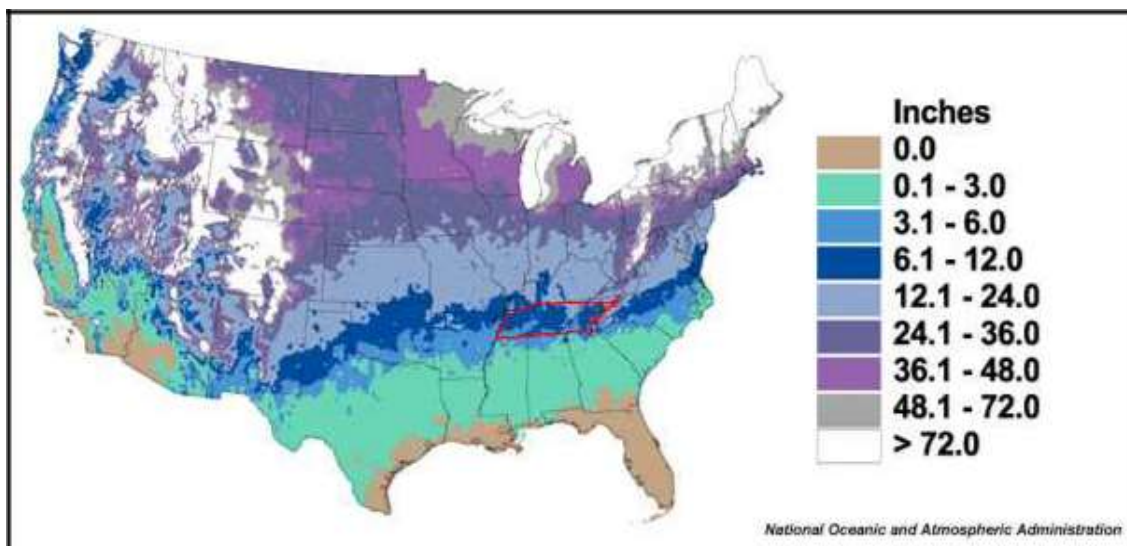 Inches
0.0
0.1 - 3.0
3.1 - 6.0
6.1 - 12.0
12.1 - 24.0
24.1 - 36.0
36.1 - 48.0
48.1 - 72.0
> 72.0
National Oceanic and Atmospheric Administration